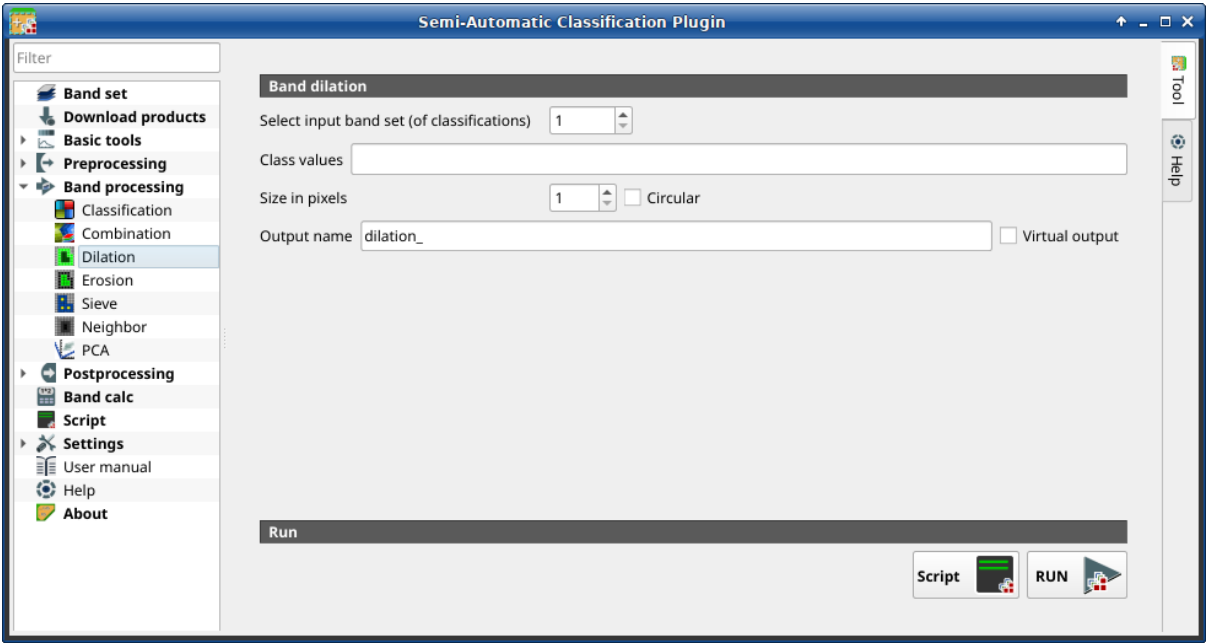 Semi-Automatic Classification Plugin
Filter
Band set
Download products
Basic tools
Preprocessing
Band processing
Classification
Combination
Dilation
Erosion
Sieve
Neighbor
PCA
Postprocessing
Band calc
Script
Settings
User manual
Help
About
Band dilation
Select input band set (of classifications) 1
Class values
Size in pixels 1 Circular
Output name dilation_ Virtual output
Run
Script RUN
Tool
Help